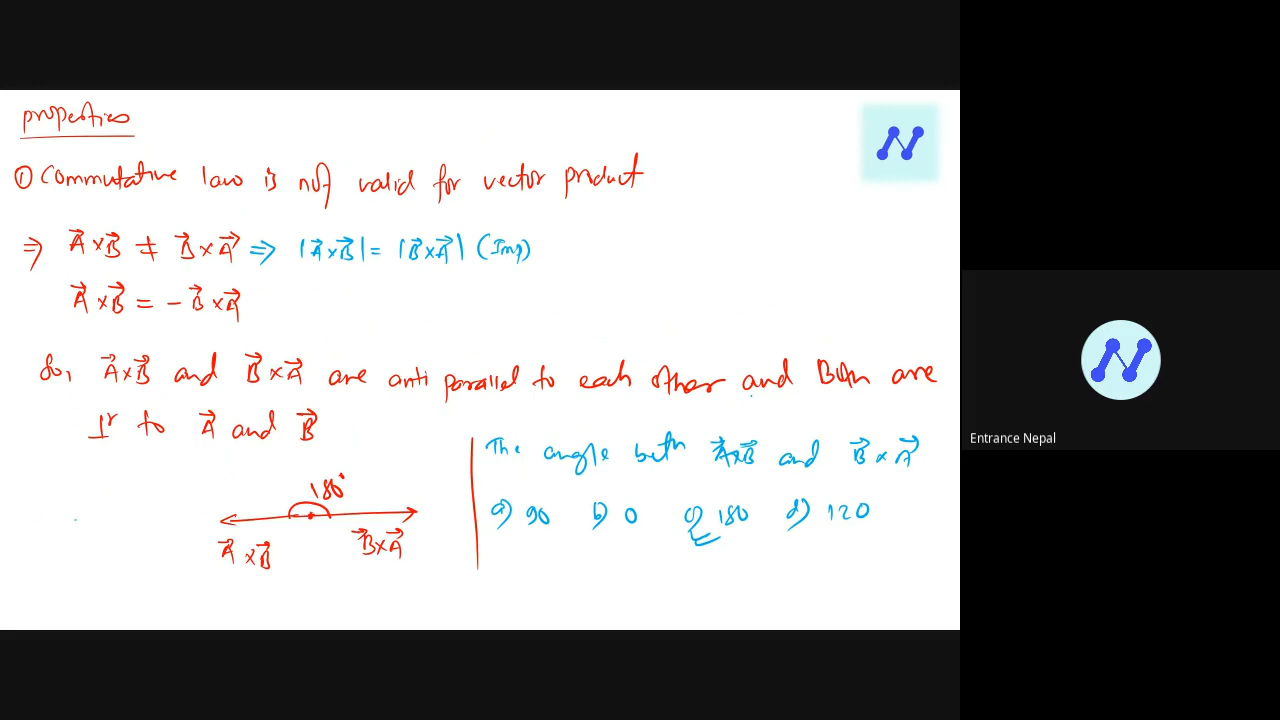 properties
① Commutative law is not valid for vector product
⇒ A⃗ × B⃗ ≠ B⃗ × A⃗ ⇒ |A⃗ × B⃗| = |B⃗ × A⃗| (Imp)
A⃗ × B⃗ = − B⃗ × A⃗
So, A⃗ × B⃗ and B⃗ × A⃗ are anti parallel to each other and Both are
⊥r to A⃗ and B⃗
The angle betn A⃗×B⃗ and B⃗ × A⃗
a) 90 b) 0 c) 180 d) 120
180°
A⃗ × B⃗ B⃗ × A⃗
Entrance Nepal